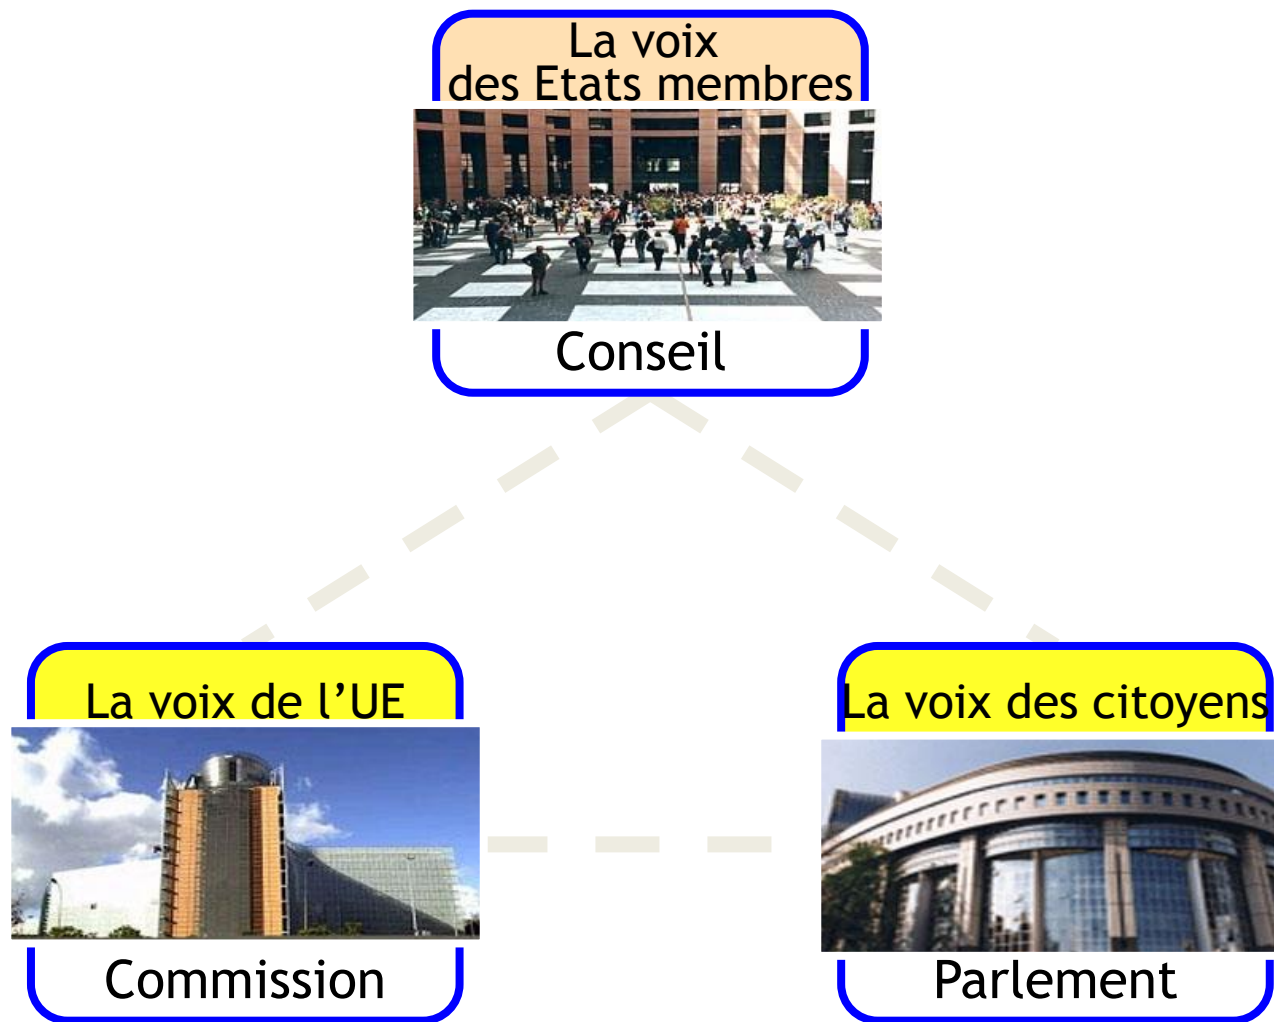 La voix
des Etats membres
Conseil
La voix de l’UE
Commission
La voix des citoyens
Parlement